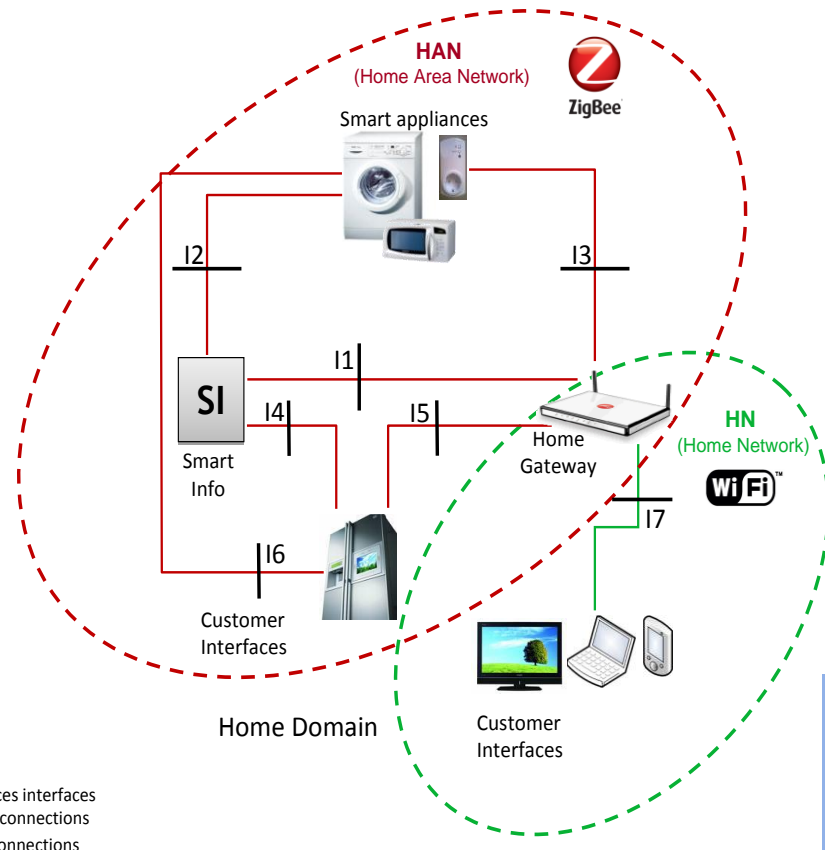 HAN
(Home Area Network)
ZigBee
Smart appliances
I2
I3
I1
SI
I4
I5
Smart
Info
Home
Gateway
HN
(Home Network)
WiFi™
I7
I6
Customer
Interfaces
Home Domain
Customer
Interfaces
ces interfaces
connections
onnections